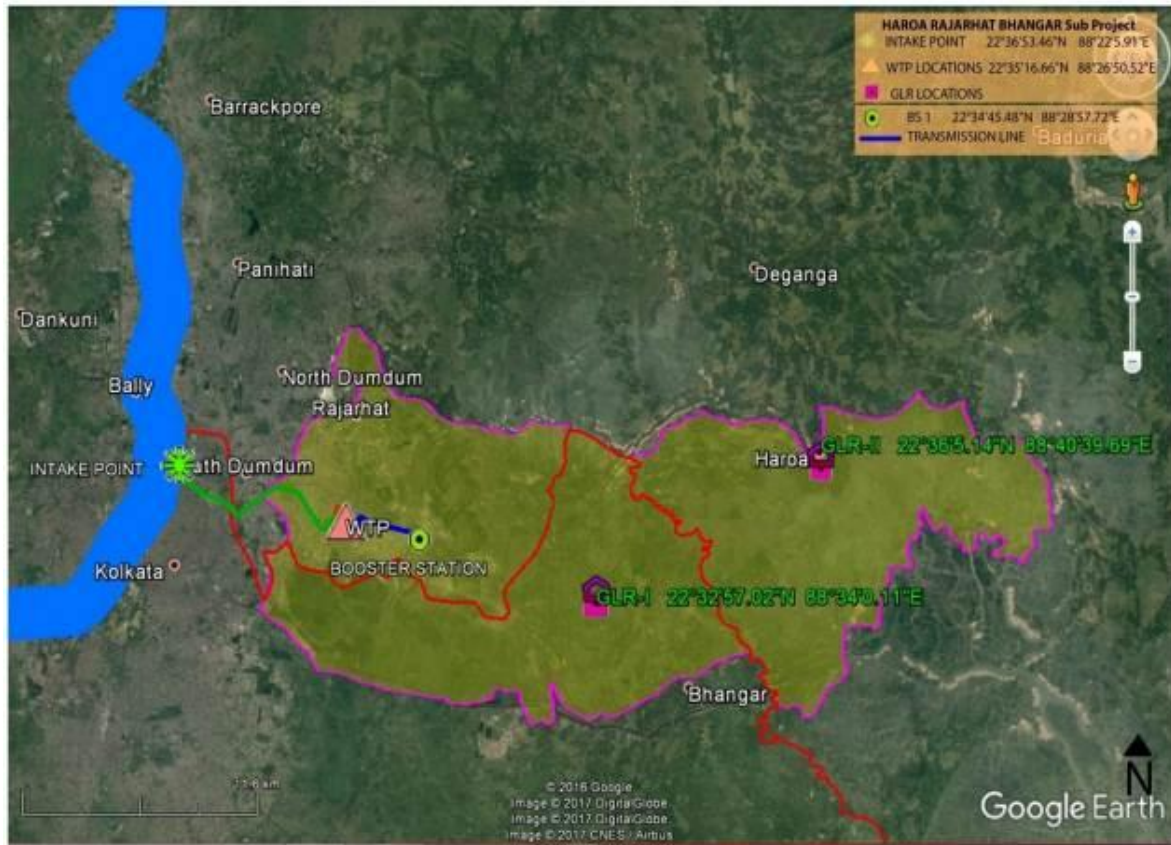 HAROA RAJARHAT BHANGAR Sub Project
INTAKE POINT 22°36'53.46"N 88°22'5.91"E
WTP LOCATIONS 22°35'16.66"N 88°26'50.52"E
GLR LOCATIONS
BS 1 22°34'45.48"N 88°28'57.72"E
TRANSMISSION LINE
Baduria
Barrackpore
Panihati
Deganga
Dankuni
North Dumdum
Bally
Rajarhat
GLR-II 22°36'5.14"N 88°40'39.69"E
Haroa
INTAKE POINT
uth Dumdum
WTP
Kolkata
BOOSTER STATION
GLR-I 22°32'57.02"N 88°34'0.11"E
Bhangar
11.6 km
© 2016 Google
Image © 2017 DigitalGlobe
Image © 2017 DigitalGlobe
Image © 2017 CNES / Airbus
N
Google Earth